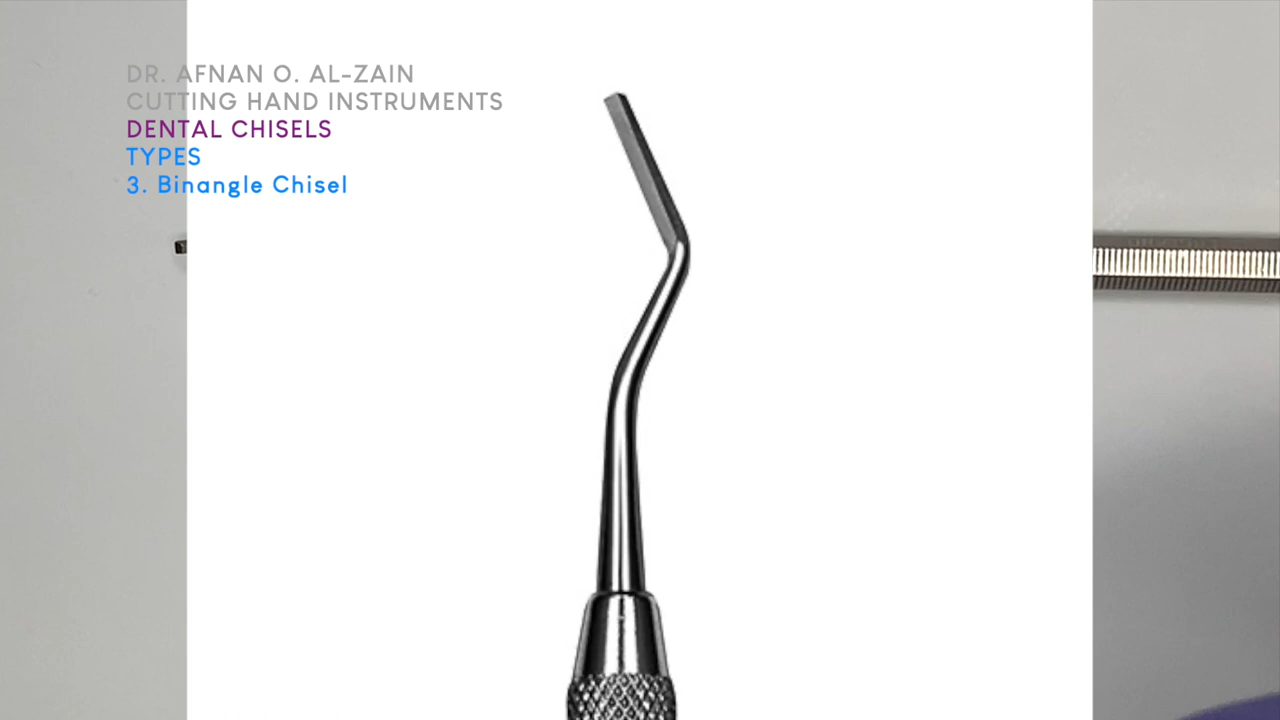 DR. AFNAN O. AL-ZAIN
CUTTING HAND INSTRUMENTS
DENTAL CHISELS
TYPES
3. Binangle Chisel